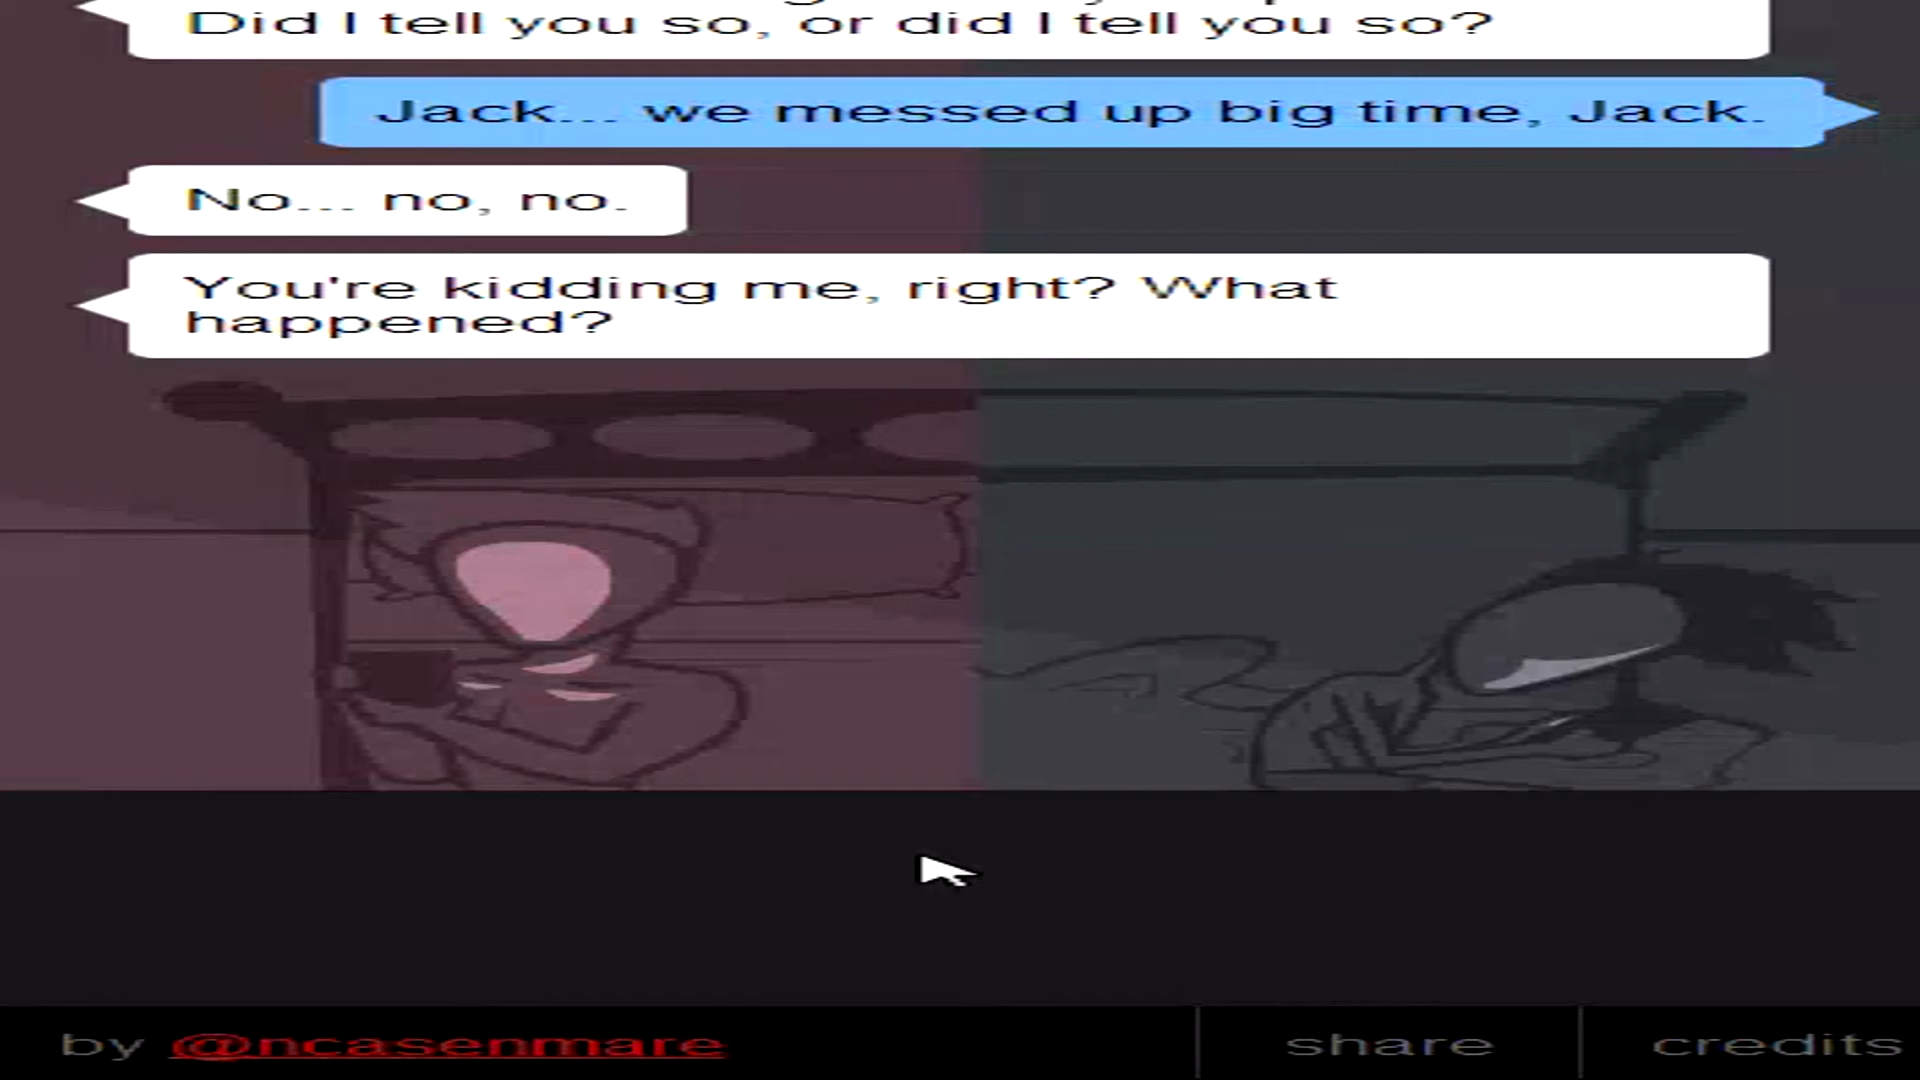 Did I tell you so, or did I tell you so?
Jack... we messed up big time, Jack.
No... no, no.
You're kidding me, right? What
happened?
by @ncasenmare
share
credits